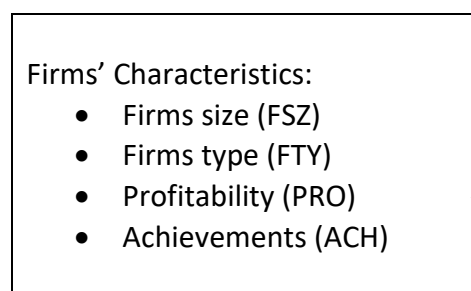 Firms’ Characteristics:
• Firms size (FSZ)
• Firms type (FTY)
• Profitability (PRO)
• Achievements (ACH)